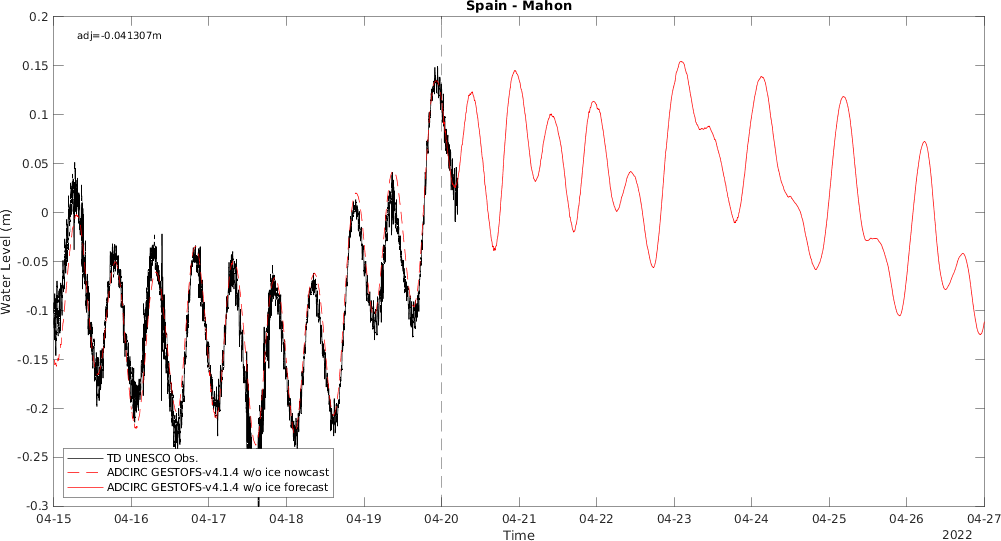 Spain - Mahon
adj=-0.041307m
0.2
0.15
0.1
0.05
0
-0.05
-0.1
-0.15
-0.2
-0.25
-0.3
Water Level (m)
TD UNESCO Obs.
ADCIRC GESTOFS-v4.1.4 w/o ice nowcast
ADCIRC GESTOFS-v4.1.4 w/o ice forecast
04-15 04-16 04-17 04-18 04-19 04-20 04-21 04-22 04-23 04-24 04-25 04-26 04-27
Time
2022